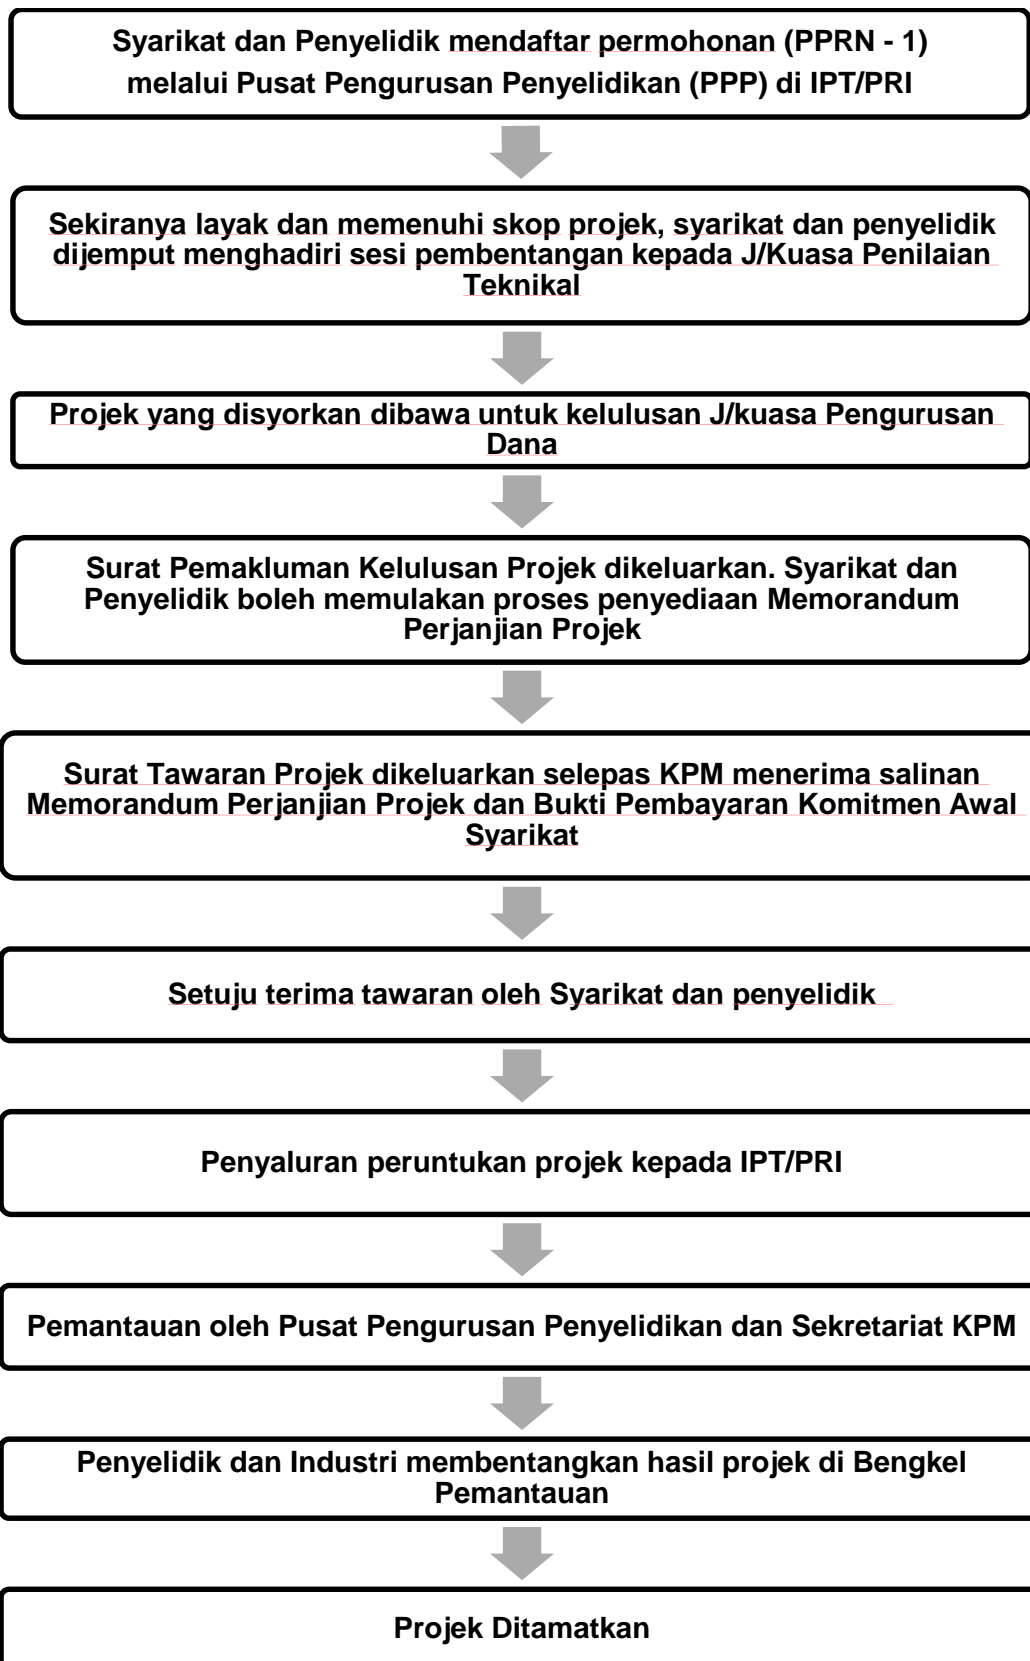 Syarikat dan Penyelidik mendaftar permohonan (PPRN - 1)
melalui Pusat Pengurusan Penyelidikan (PPP) di IPT/PRI
Sekiranya layak dan memenuhi skop projek, syarikat dan penyelidik
dijemput menghadiri sesi pembentangan kepada J/Kuasa Penilaian
Teknikal
Projek yang disyorkan dibawa untuk kelulusan J/kuasa Pengurusan
Dana
Surat Pemakluman Kelulusan Projek dikeluarkan. Syarikat dan
Penyelidik boleh memulakan proses penyediaan Memorandum
Perjanjian Projek
Surat Tawaran Projek dikeluarkan selepas KPM menerima salinan
Memorandum Perjanjian Projek dan Bukti Pembayaran Komitmen Awal
Syarikat
Setuju terima tawaran oleh Syarikat dan penyelidik
Penyaluran peruntukan projek kepada IPT/PRI
Pemantauan oleh Pusat Pengurusan Penyelidikan dan Sekretariat KPM
Penyelidik dan Industri membentangkan hasil projek di Bengkel
Pemantauan
Projek Ditamatkan